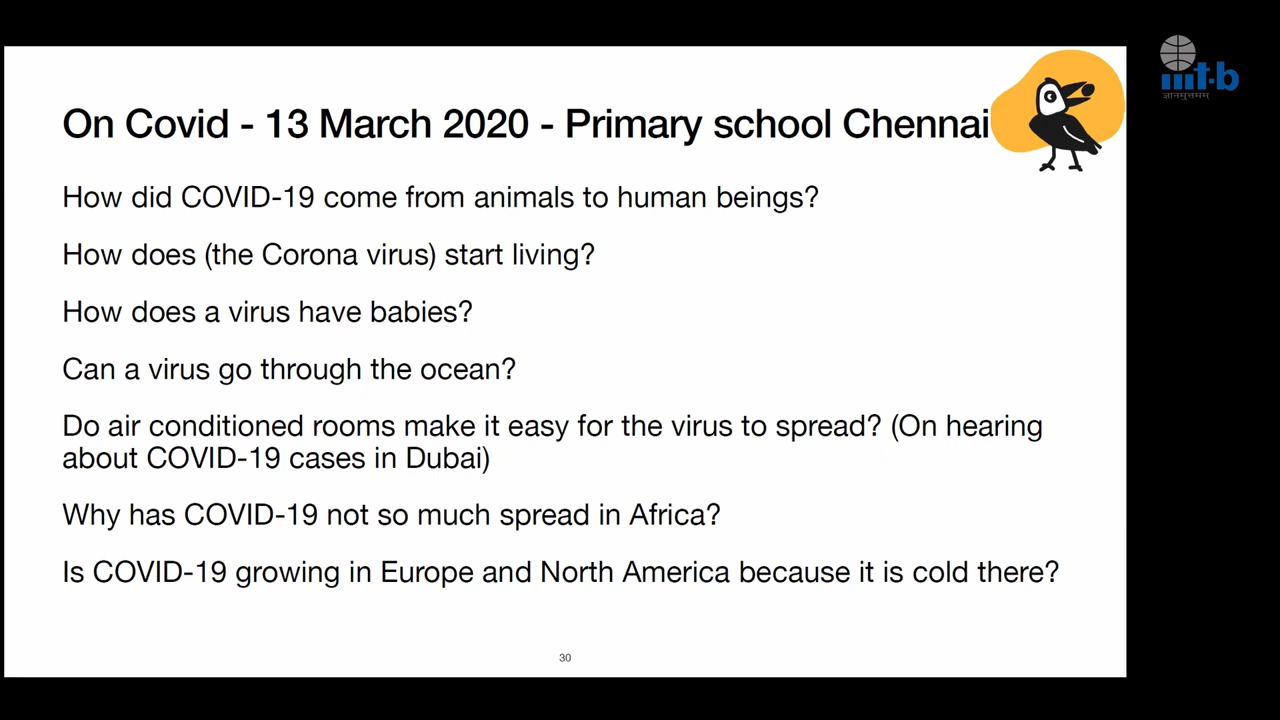 On Covid - 13 March 2020 - Primary school Chennai
How did COVID-19 come from animals to human beings?
How does (the Corona virus) start living?
How does a virus have babies?
Can a virus go through the ocean?
Do air conditioned rooms make it easy for the virus to spread? (On hearing
about COVID-19 cases in Dubai)
Why has COVID-19 not so much spread in Africa?
Is COVID-19 growing in Europe and North America because it is cold there?
30
iiit-b
ज्ञानमुत्तमम्